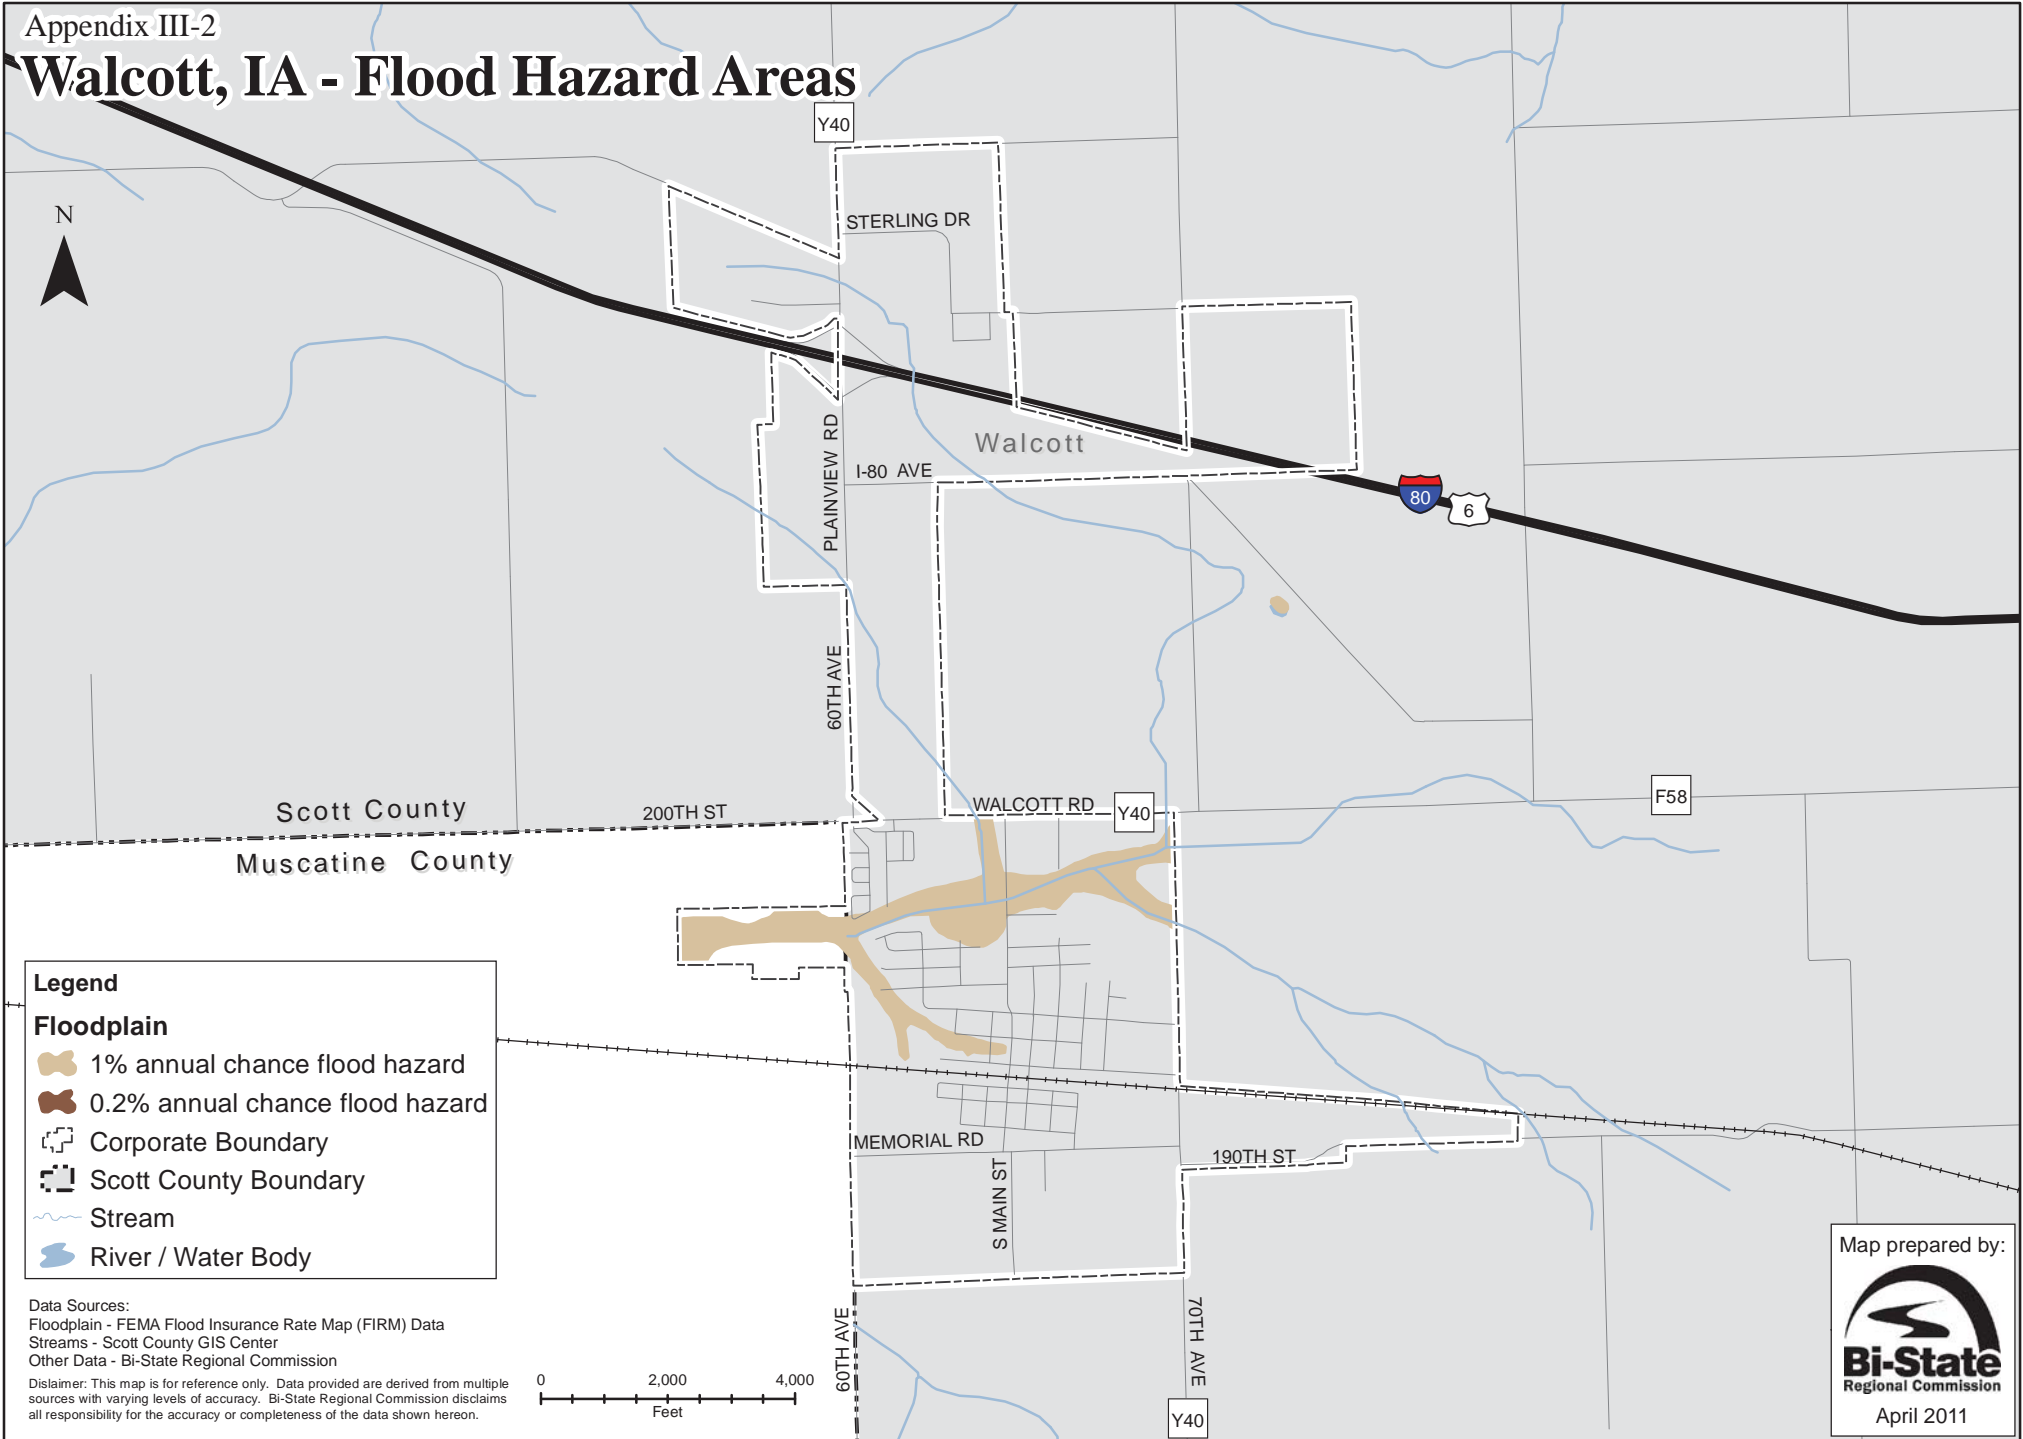 Appendix III-2
Walcott, IA - Flood Hazard Areas
Y40
N
STERLING DR
Walcott
I-80 AVE
PLAINVIEW RD
80
6
60TH AVE
Scott County
200TH ST
WALCOTT RD
Y40
F58
Muscatine County
Legend
Floodplain
1% annual chance flood hazard
0.2% annual chance flood hazard
Corporate Boundary
Scott County Boundary
Stream
River / Water Body
MEMORIAL RD
190TH ST
S MAIN ST
60TH AVE
70TH AVE
Y40
Data Sources:
Floodplain - FEMA Flood Insurance Rate Map (FIRM) Data
Streams - Scott County GIS Center
Other Data - Bi-State Regional Commission
Dislaimer: This map is for reference only. Data provided are derived from multiple
sources with varying levels of accuracy. Bi-State Regional Commission disclaims
all responsibility for the accuracy or completeness of the data shown hereon.
0 2,000 4,000
Feet
Map prepared by:
Bi-State
Regional Commission
April 2011